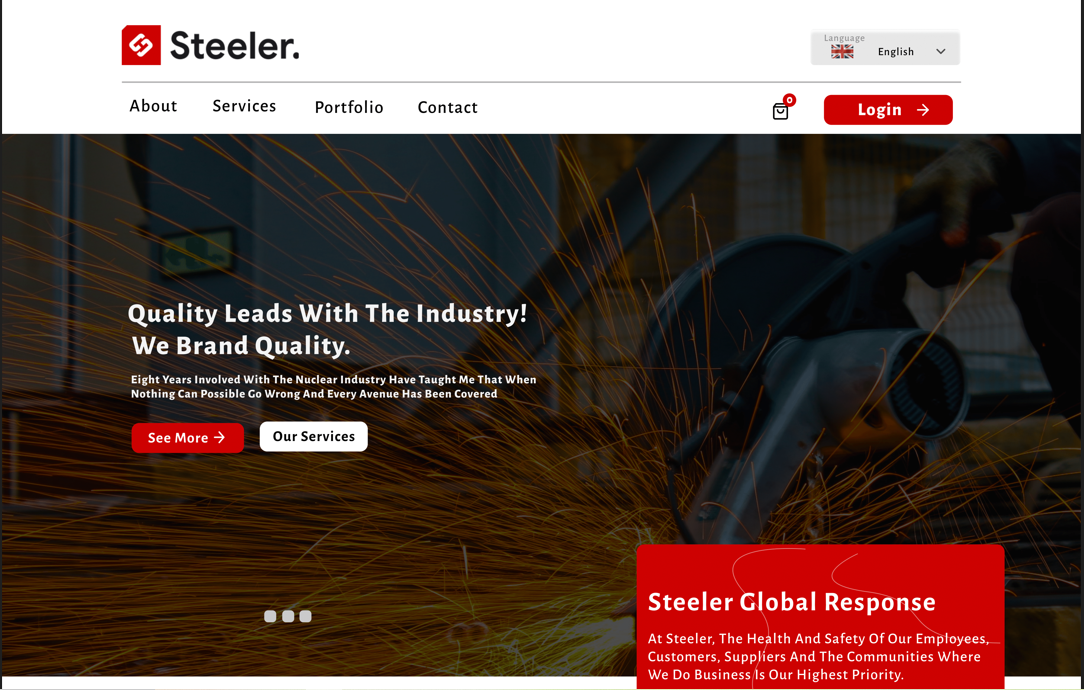 Steeler.
Language
English
About Services Portfolio Contact
0
Login
Quality Leads With The Industry!
We Brand Quality.
Eight Years Involved With The Nuclear Industry Have Taught Me That When
Nothing Can Possible Go Wrong And Every Avenue Has Been Covered
See More
Our Services
Steeler Global Response
At Steeler, The Health And Safety Of Our Employees,
Customers, Suppliers And The Communities Where
We Do Business Is Our Highest Priority.